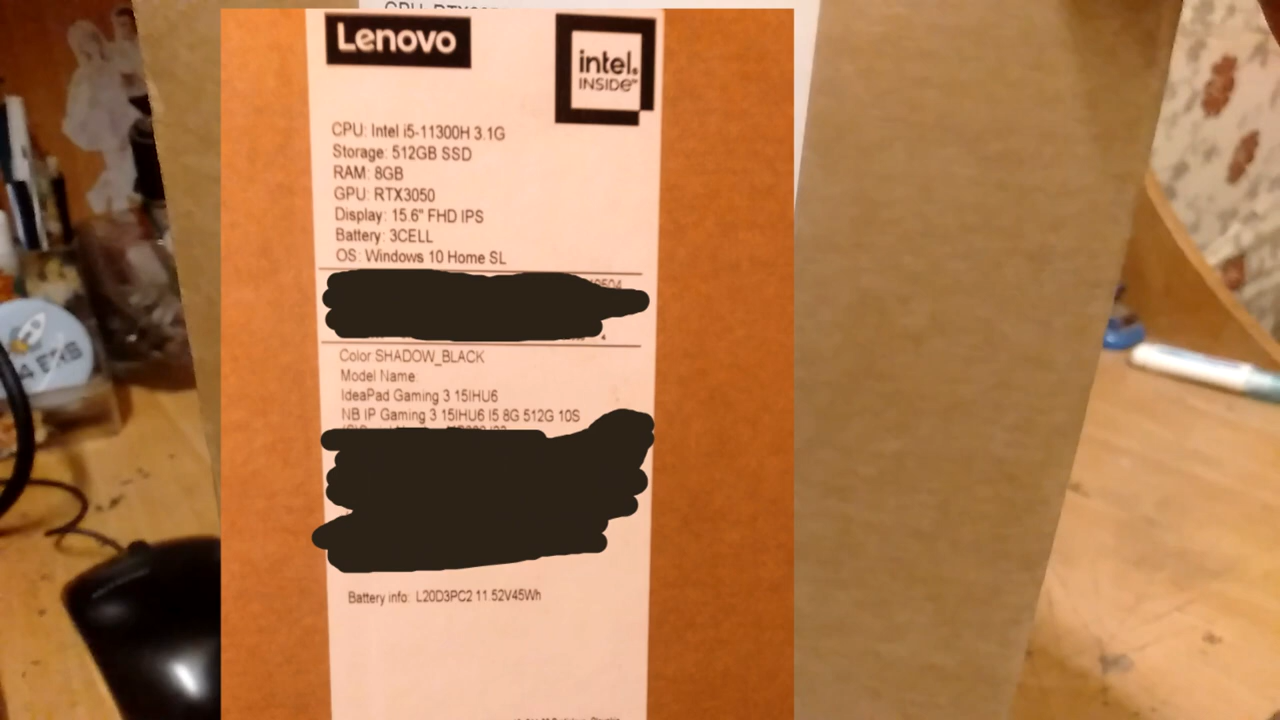 Lenovo
intel.
INSIDE™
CPU: Intel i5-11300H 3.1G
Storage: 512GB SSD
RAM: 8GB
GPU: RTX3050
Display: 15.6" FHD IPS
Battery: 3CELL
OS: Windows 10 Home SL
Color SHADOW_BLACK
Model Name:
IdeaPad Gaming 3 15IHU6
NB IP Gaming 3 15IHU6 I5 8G 512G 10S
Battery info: L20D3PC2 11.52V45Wh